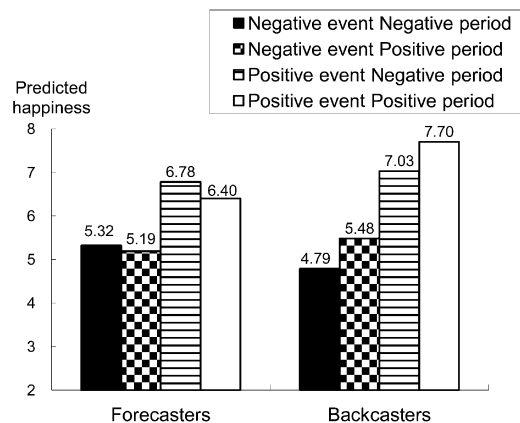 Negative event Negative period
Negative event Positive period
Positive event Negative period
Positive event Positive period
Predicted
happiness
8
7
6
5
4
3
2
5.32
5.19
6.78
6.40
4.79
5.48
7.03
7.70
Forecasters
Backcasters